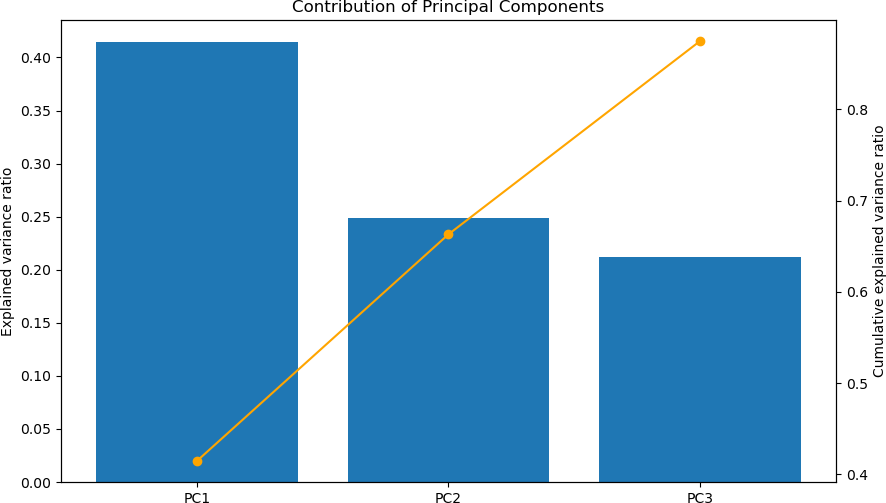 Contribution of Principal Components
Explained variance ratio
0.40
0.35
0.30
0.25
0.20
0.15
0.10
0.05
0.00
PC1
PC2
PC3
0.8
0.7
0.6
0.5
0.4
Cumulative explained variance ratio